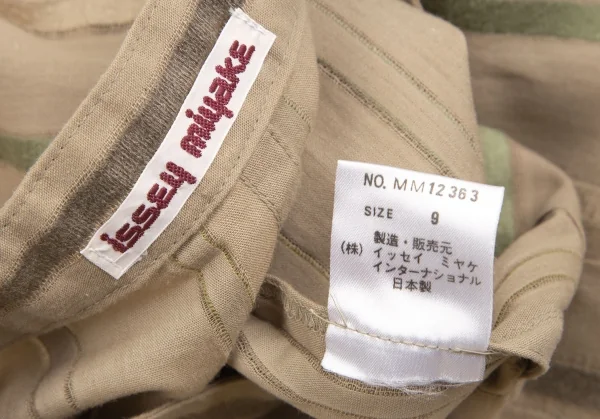 issey miyake
NO. MM12363
SIZE 9
製造・販売元
(株) イッセイ ミヤケ
インターナショナル
日本製